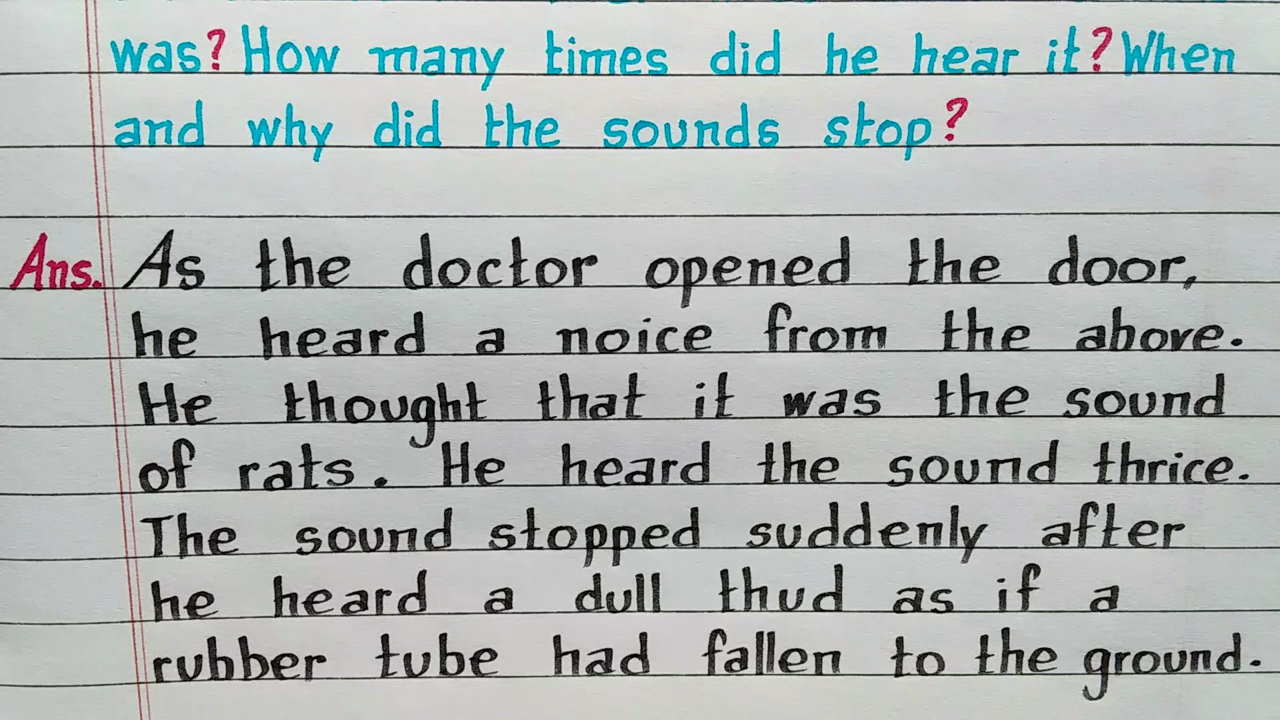 was? How many times did he hear it? When
and why did the sounds stop?
Ans. As the doctor opened the door,
he heard a noice from the above.
He thought that it was the sound
of rats. He heard the sound thrice.
The sound stopped suddenly after
he heard a dull thud as if a
rubber tube had fallen to the ground.